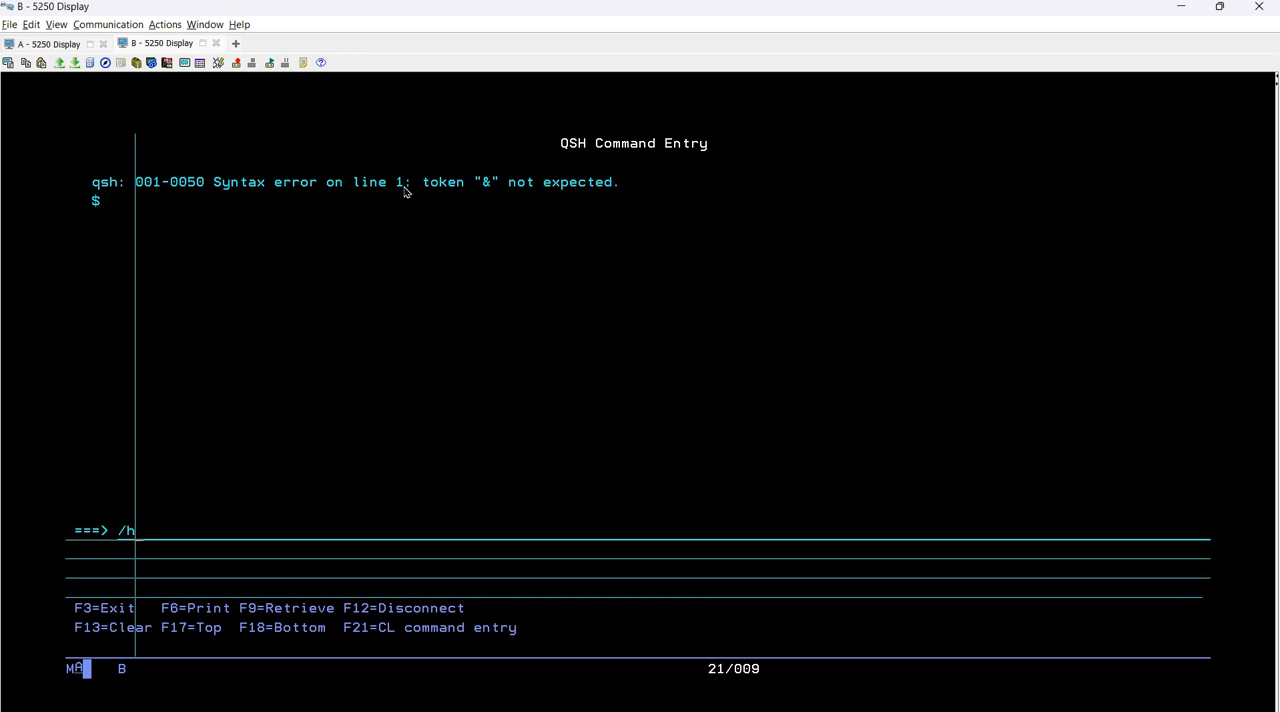 B - 5250 Display
File Edit View Communication Actions Window Help
A - 5250 Display B - 5250 Display
QSH Command Entry
qsh: 001-0050 Syntax error on line 1: token "&" not expected.
$
===> /h
F3=Exit F6=Print F9=Retrieve F12=Disconnect
F13=Clear F17=Top F18=Bottom F21=CL command entry
MA B 21/009